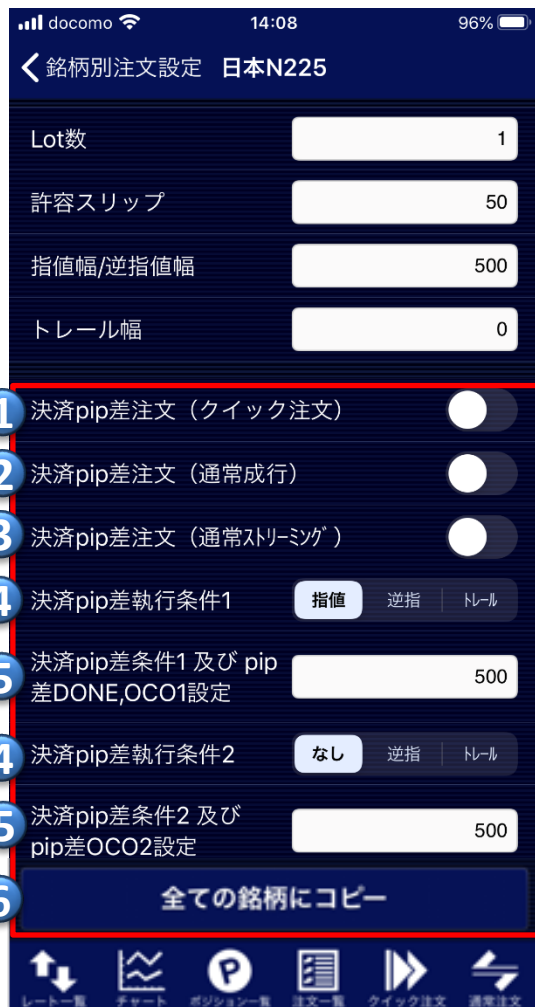 docomo 14:08 96%
銘柄別注文設定 日本N225
Lot数 1
許容スリップ 50
指値幅/逆指値幅 500
トレール幅 0
1 決済pip差注文（クイック注文）
2 決済pip差注文（通常成行）
3 決済pip差注文（通常ｽﾄﾘｰﾐﾝｸﾞ）
4 決済pip差執行条件1 指値 逆指 ﾄﾚｰﾙ
5 決済pip差条件1 及び pip
差DONE,OCO1設定 500
4 決済pip差執行条件2 なし 逆指 ﾄﾚｰﾙ
5 決済pip差条件2 及び
pip差OCO2設定 500
6 全ての銘柄にコピー
レート一覧 チャート ポジション一覧 注文一覧 クイック注文 通常注文